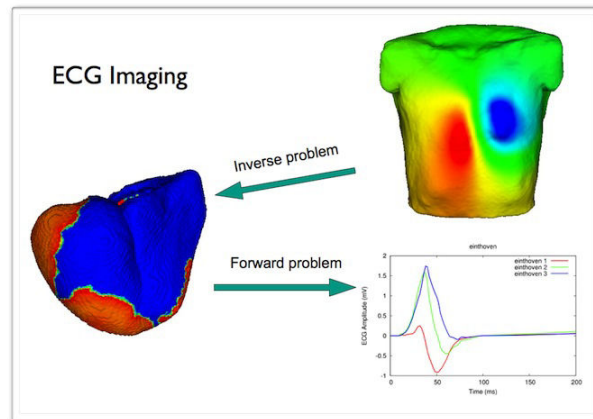 ECG Imaging
Inverse problem
Forward problem
einthoven
einthoven 1
einthoven 2
einthoven 3
ECG Amplitude (mV)
2
1.5
1
0.5
0
-0.5
-1
0
50
100
150
200
Time (ms)